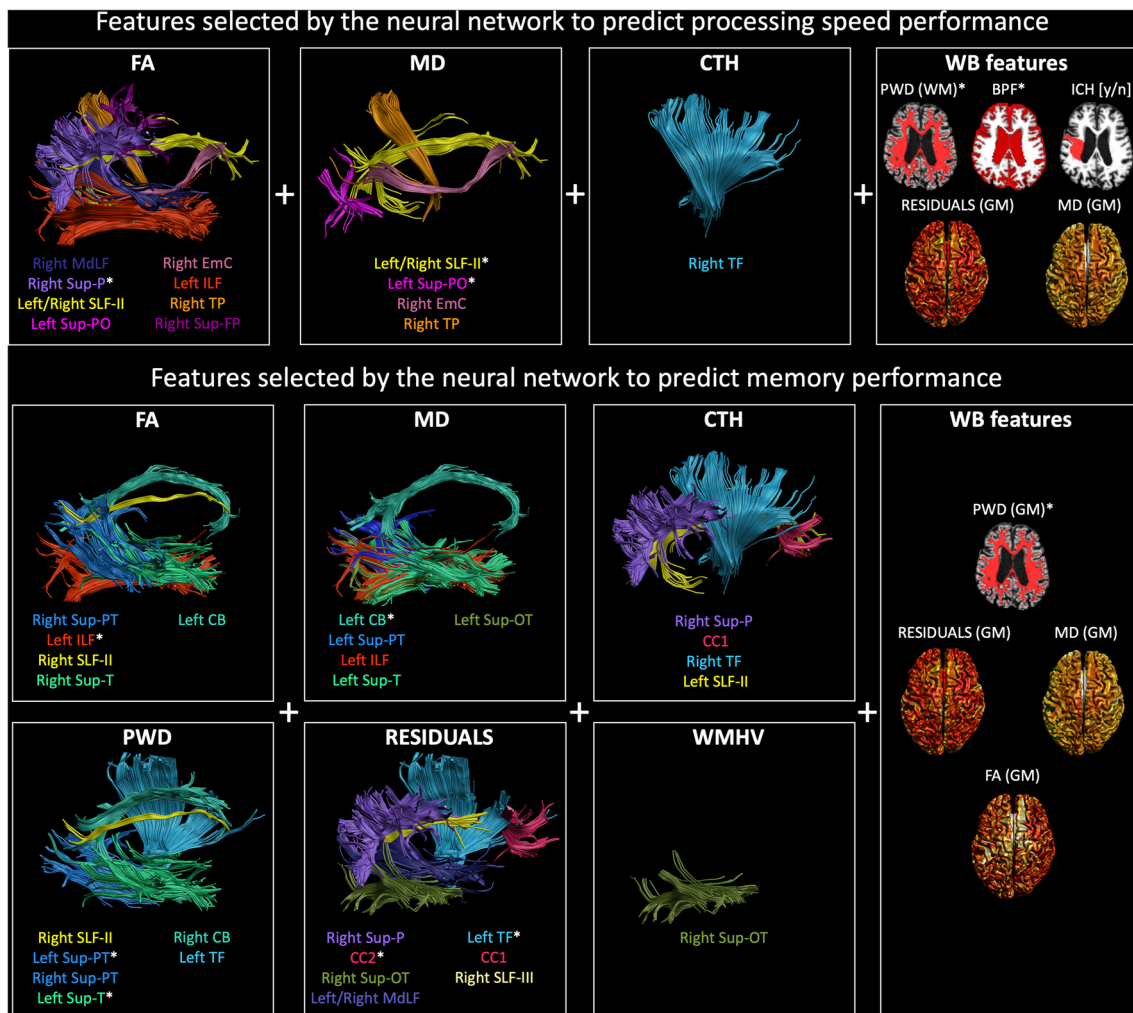 Features selected by the neural network to predict processing speed performance
FA
MD
CTH
WB features
PWD (WM)*
BPF*
ICH [y/n]
RESIDUALS (GM)
MD (GM)
+
+
+
Right MdLF
Right EmC
Right Sup-P*
Left ILF
Left/Right SLF-II
Right TP
Left Sup-PO
Right Sup-FP
Left/Right SLF-II*
Left Sup-PO*
Right EmC
Right TP
Right TF
Features selected by the neural network to predict memory performance
FA
MD
CTH
WB features
Right Sup-PT
Left CB
Left ILF*
Right SLF-II
Right Sup-T
Left CB*
Left Sup-OT
Left Sup-PT
Left ILF
Left Sup-T
Right Sup-P
CC1
Right TF
Left SLF-II
PWD (GM)*
RESIDUALS (GM)
MD (GM)
FA (GM)
+
+
+
PWD
RESIDUALS
WMHV
Right SLF-II
Right CB
Left Sup-PT*
Left TF
Right Sup-PT
Left Sup-T*
Right Sup-P
Left TF*
CC2*
CC1
Right Sup-OT
Right SLF-III
Left/Right MdLF
Right Sup-OT